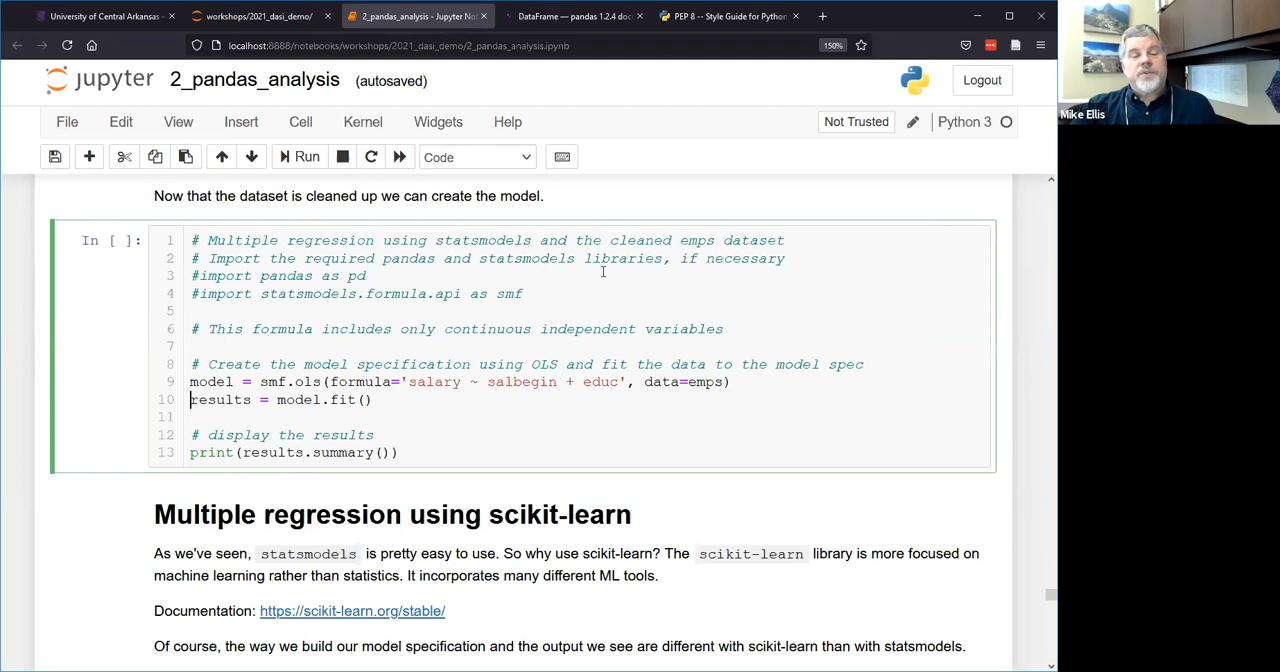 University of Central Arkansas -
workshops/2021_dasi_demo/
2_pandas_analysis - Jupyter No
DataFrame — pandas 1.2.4 doc
PEP 8 -- Style Guide for Python
localhost:8888/notebooks/workshops/2021_dasi_demo/2_pandas_analysis.ipynb
150%
jupyter 2_pandas_analysis (autosaved)
Logout
File Edit View Insert Cell Kernel Widgets Help
Not Trusted Python 3
Run Code
Now that the dataset is cleaned up we can create the model.
In [ ]:
1 # Multiple regression using statsmodels and the cleaned emps dataset
2 # Import the required pandas and statsmodels libraries, if necessary
3 #import pandas as pd
4 #import statsmodels.formula.api as smf
5
6 # This formula includes only continuous independent variables
7
8 # Create the model specification using OLS and fit the data to the model spec
9 model = smf.ols(formula='salary ~ salbegin + educ', data=emps)
10 results = model.fit()
11
12 # display the results
13 print(results.summary())
Multiple regression using scikit-learn
As we've seen, statsmodels is pretty easy to use. So why use scikit-learn? The scikit-learn library is more focused on
machine learning rather than statistics. It incorporates many different ML tools.
Documentation: https://scikit-learn.org/stable/
Of course, the way we build our model specification and the output we see are different with scikit-learn than with statsmodels.
Mike Ellis